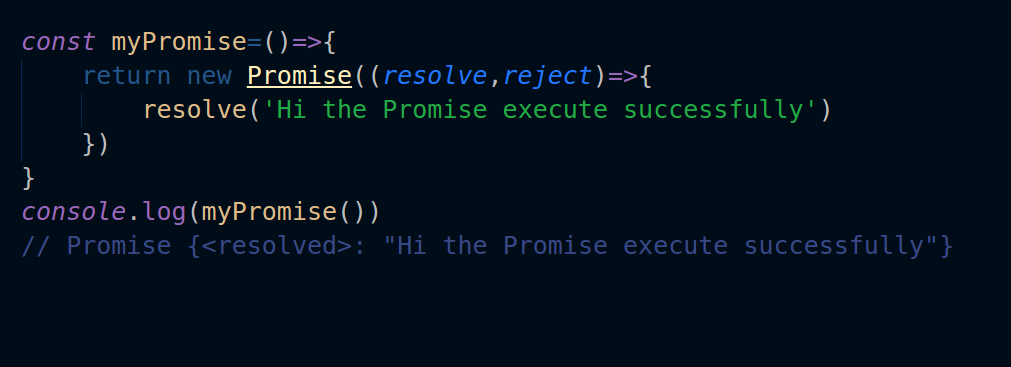 const myPromise=()=>{
    return new Promise((resolve,reject)=>{
        resolve('Hi the Promise execute successfully')
    })
}
console.log(myPromise())
// Promise {<resolved>: "Hi the Promise execute successfully"}